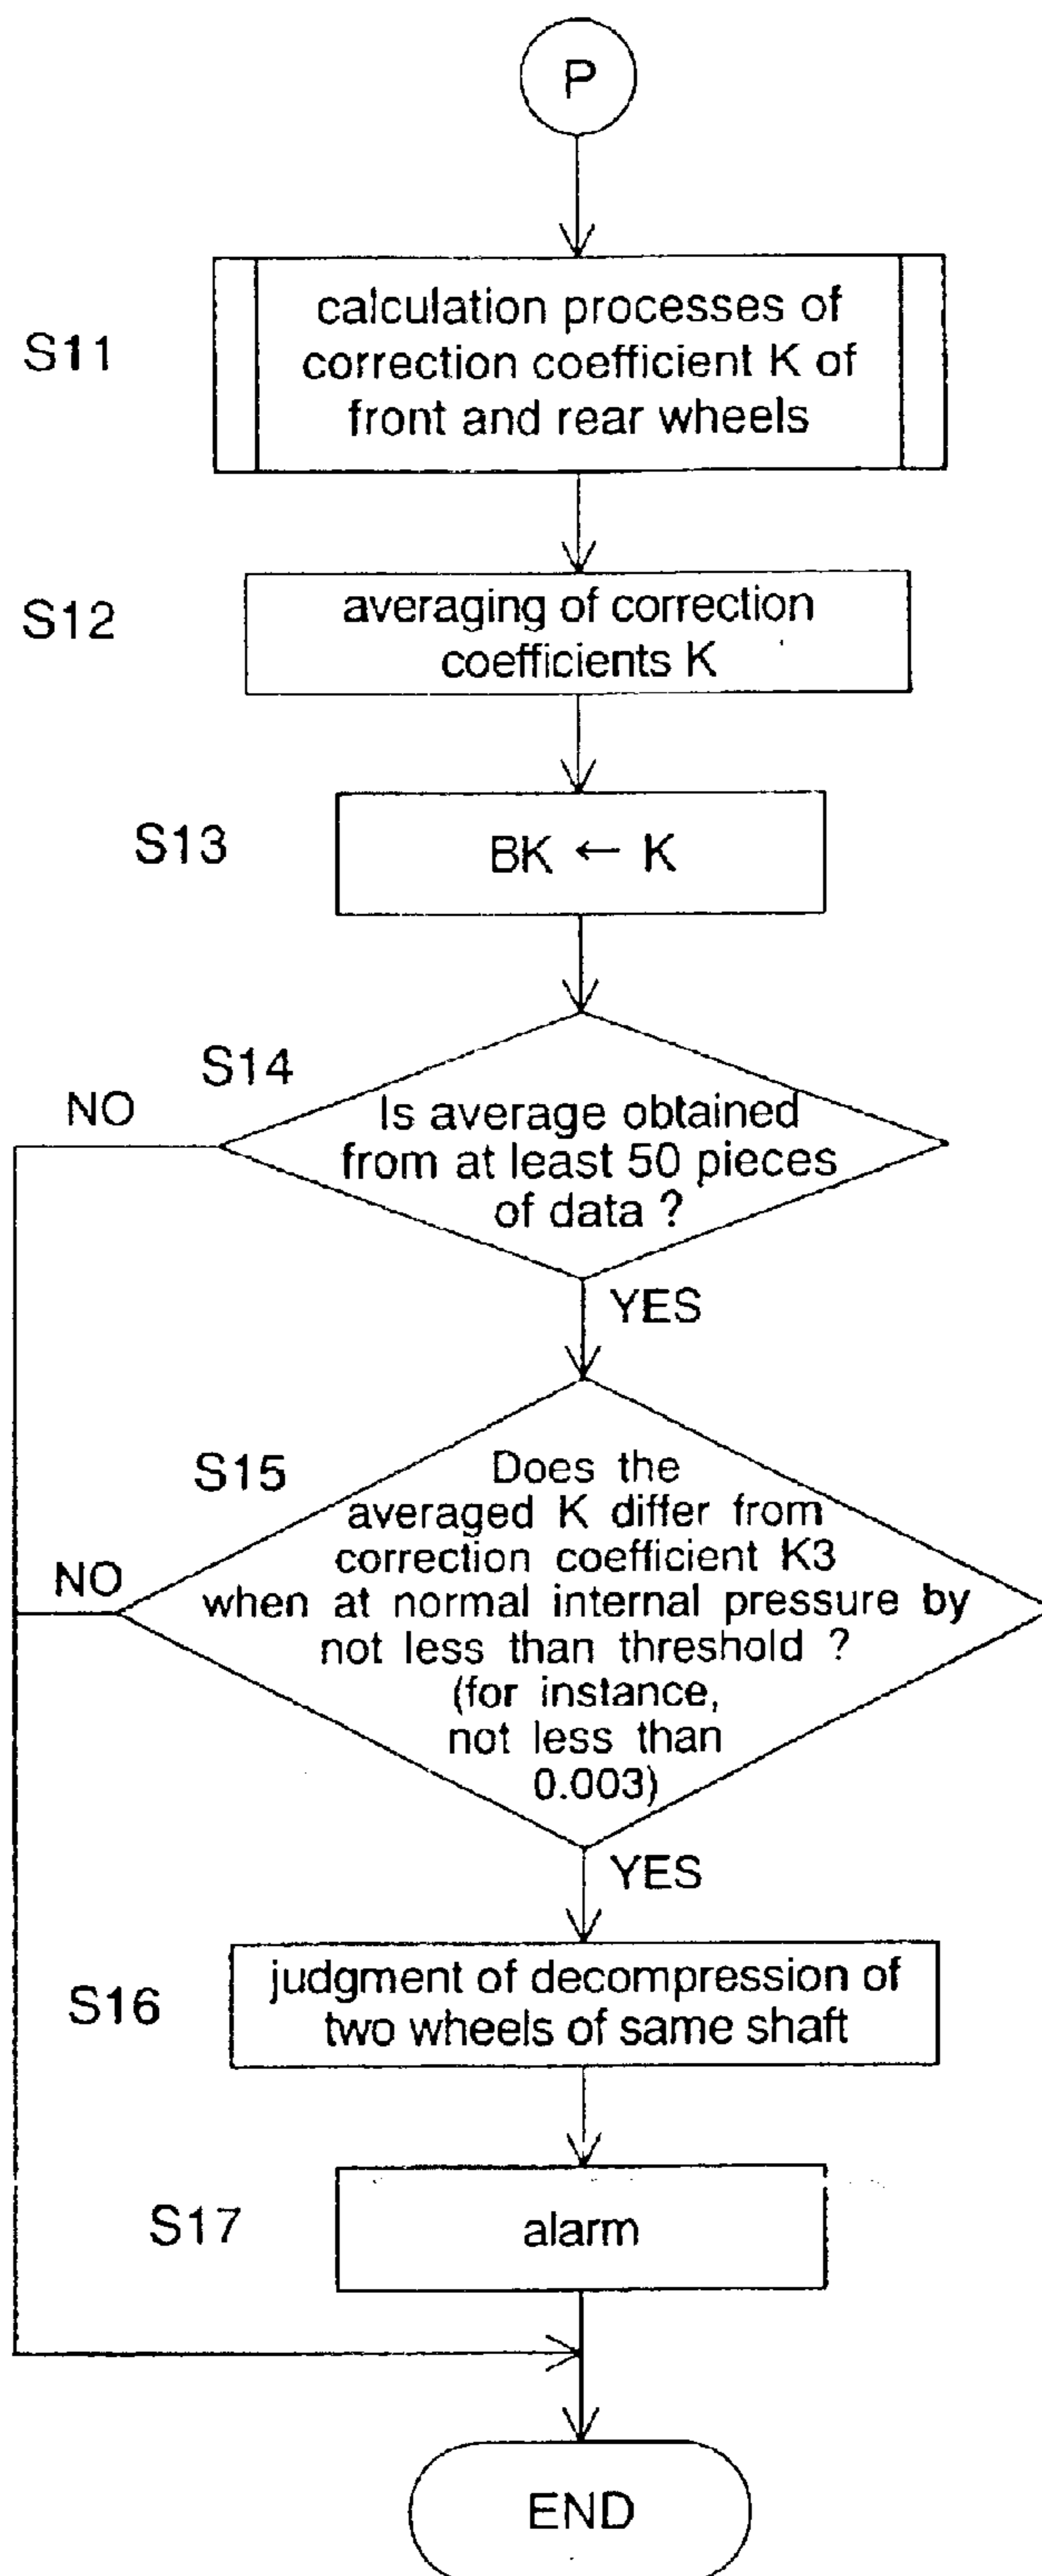 P
S11
calculation processes of
correction coefficient K of
front and rear wheels
S12
averaging of correction
coefficients K
S13
BK ← K
S14
NO
Is average obtained
from at least 50 pieces
of data ?
YES
S15
NO
Does the
averaged K differ from
correction coefficient K3
when at normal internal pressure by
not less than threshold ?
(for instance,
not less than
0.003)
YES
S16
judgment of decompression of
two wheels of same shaft
S17
alarm
END